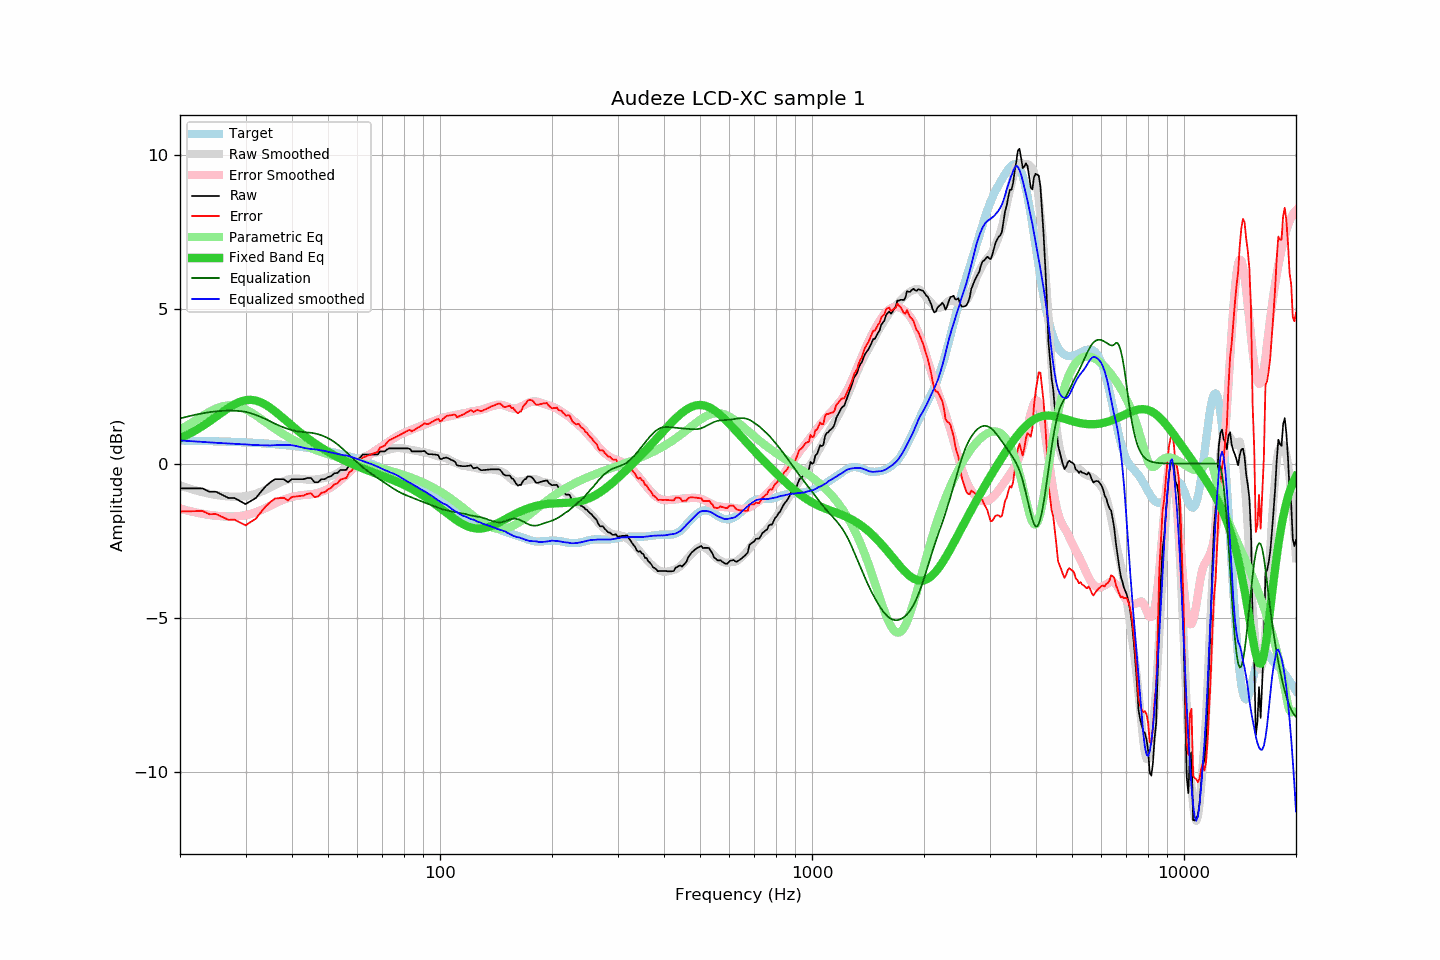 Audeze LCD-XC sample 1
Target
Raw Smoothed
Error Smoothed
Raw
Error
Parametric Eq
Fixed Band Eq
Equalization
Equalized smoothed
10
5
0
−5
−10
Amplitude (dBr)
100
1000
10000
Frequency (Hz)